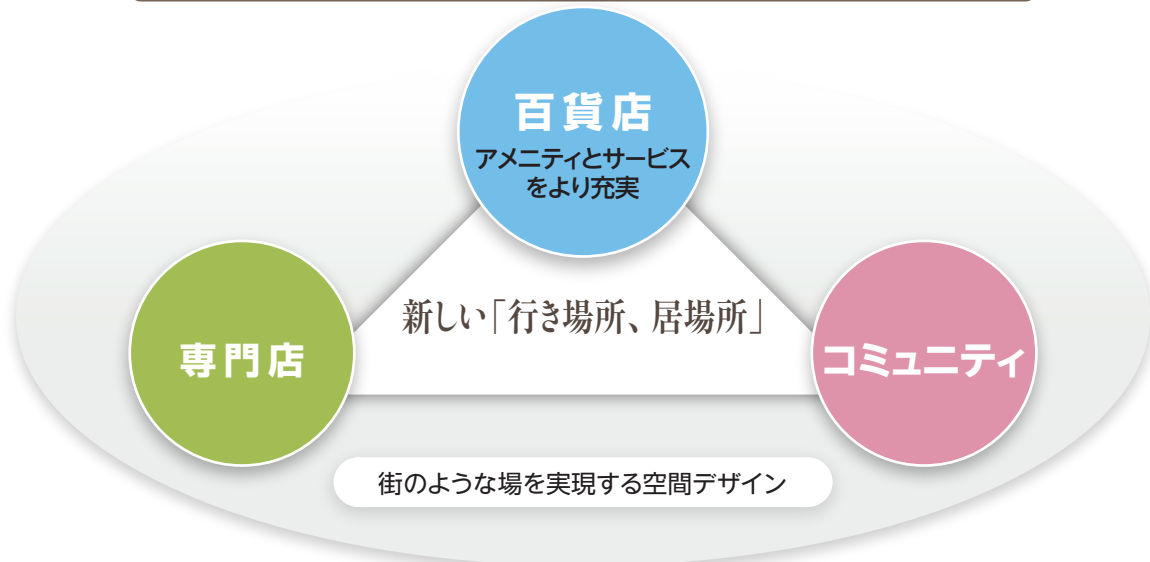 百貨店
アメニティとサービス
をより充実
新しい「行き場所、居場所」
専門店
コミュニティ
街のような場を実現する空間デザイン